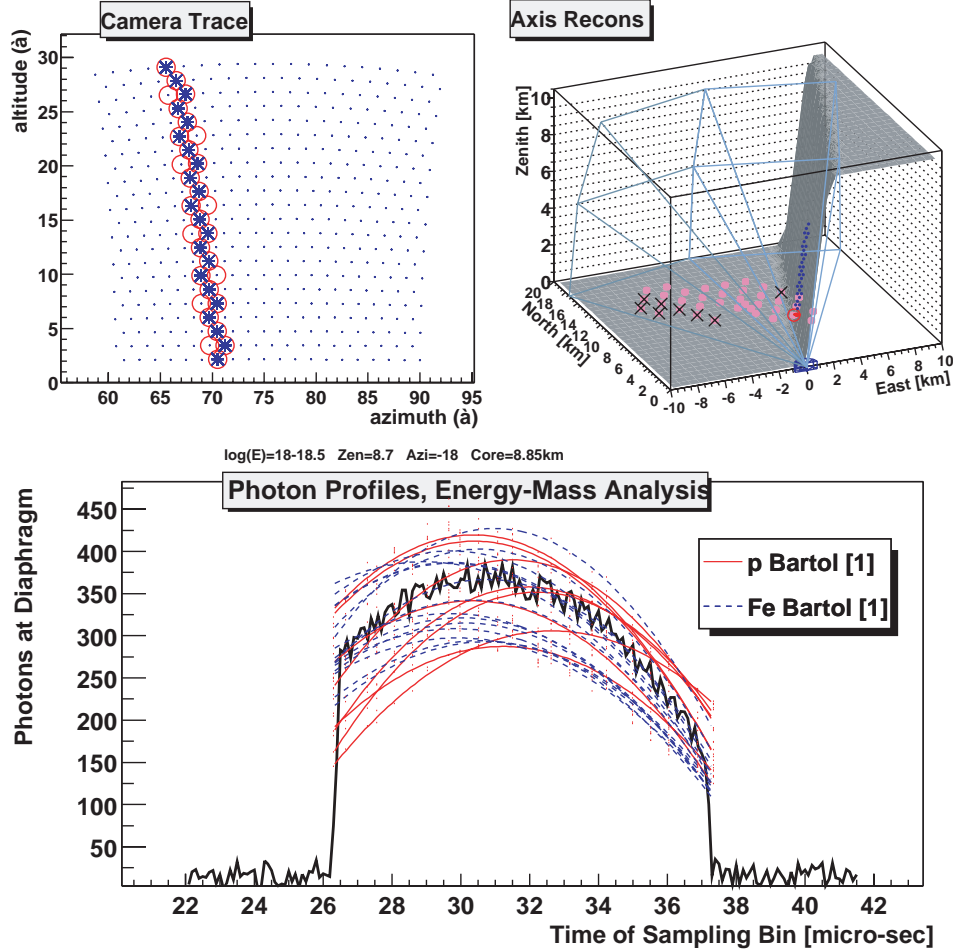 Camera Trace
altitude (à)
30
25
20
15
10
5
0
60 65 70 75 80 85 90 95
azimuth (à)
Axis Recons
Zenith [km]
10
8
6
4
2
0
20
18
16
14
12
10
8
6
4
2
0
North [km]
-10 -8 -6 -4 -2 0 2 4 6 8 10
East [km]
log(E)=18-18.5 Zen=8.7 Azi=-18 Core=8.85km
Photon Profiles, Energy-Mass Analysis
Photons at Diaphragm
450
400
350
300
250
200
150
100
50
p Bartol [1]
Fe Bartol [1]
22 24 26 28 30 32 34 36 38 40 42
Time of Sampling Bin [micro-sec]